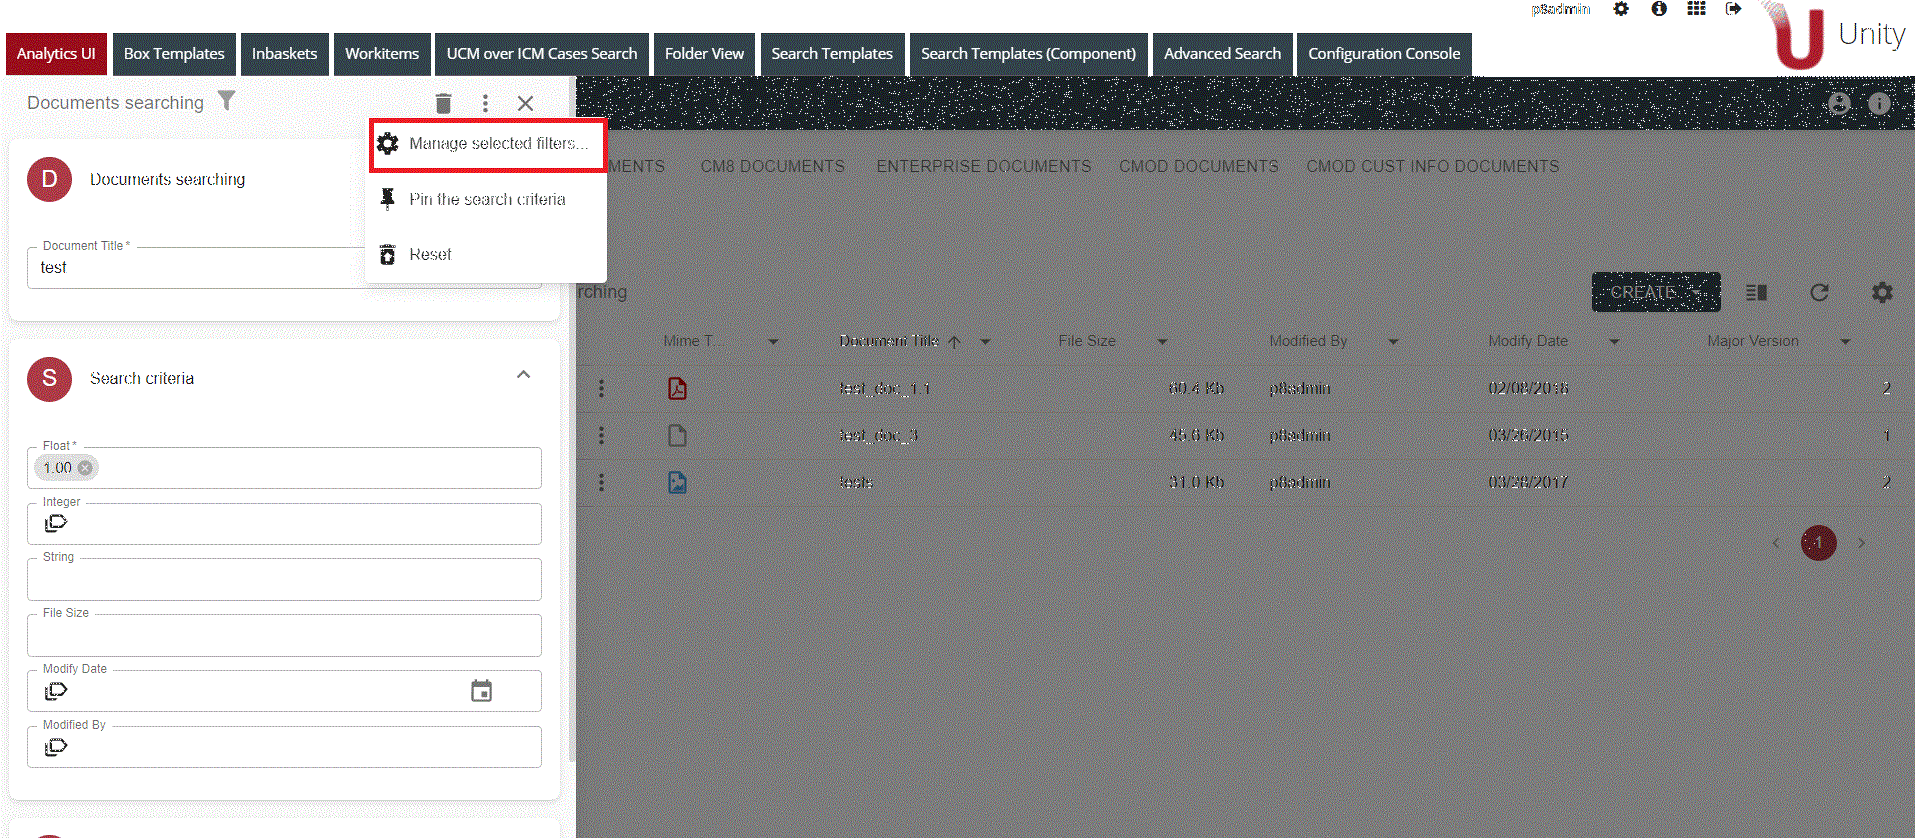 p8admin
Unity
Analytics UI Box Templates Inbaskets Workitems UCM over ICM Cases Search Folder View Search Templates Search Templates (Component) Advanced Search Configuration Console
Documents searching
Manage selected filters...
Pin the search criteria
Reset
D Documents searching
Document Title *
test
S Search criteria
Float *
1.00
Integer
String
File Size
Modify Date
Modified By
MENTS CM8 DOCUMENTS ENTERPRISE DOCUMENTS CMOD DOCUMENTS CMOD CUST INFO DOCUMENTS
rching CREATE
Mime T... Document Title File Size Modified By Modify Date Major Version
test_doc_1.1 60.4 Kb p8admin 02/08/2016 2
test_doc_3 45.6 Kb p8admin 03/26/2015 1
tests 31.0 Kb p8admin 03/28/2017 2
1